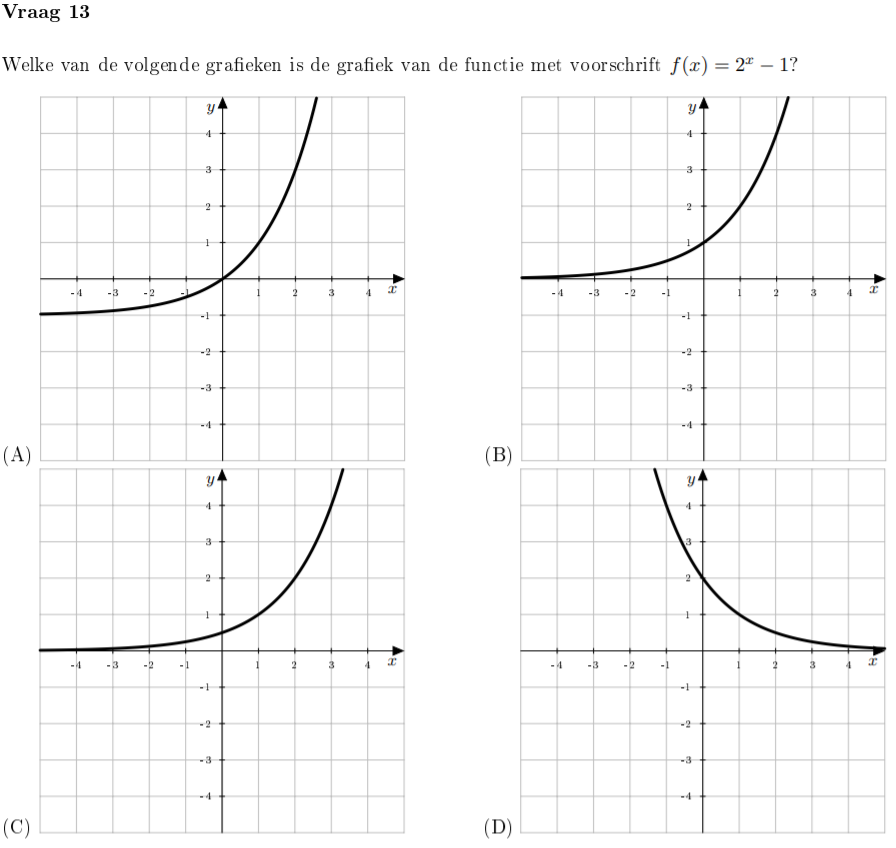 Vraag 13
Welke van de volgende grafieken is de grafiek van de functie met voorschrift f(x) = 2^x − 1?
y
4
3
2
1
-4 -3 -2 -1 1 2 3 4 x
-1
-2
-3
-4
(A)
y
4
3
2
1
-4 -3 -2 -1 1 2 3 4 x
-1
-2
-3
-4
(B)
y
4
3
2
1
-4 -3 -2 -1 1 2 3 4 x
-1
-2
-3
-4
(C)
y
4
3
2
1
-4 -3 -2 -1 1 2 3 4 x
-1
-2
-3
-4
(D)